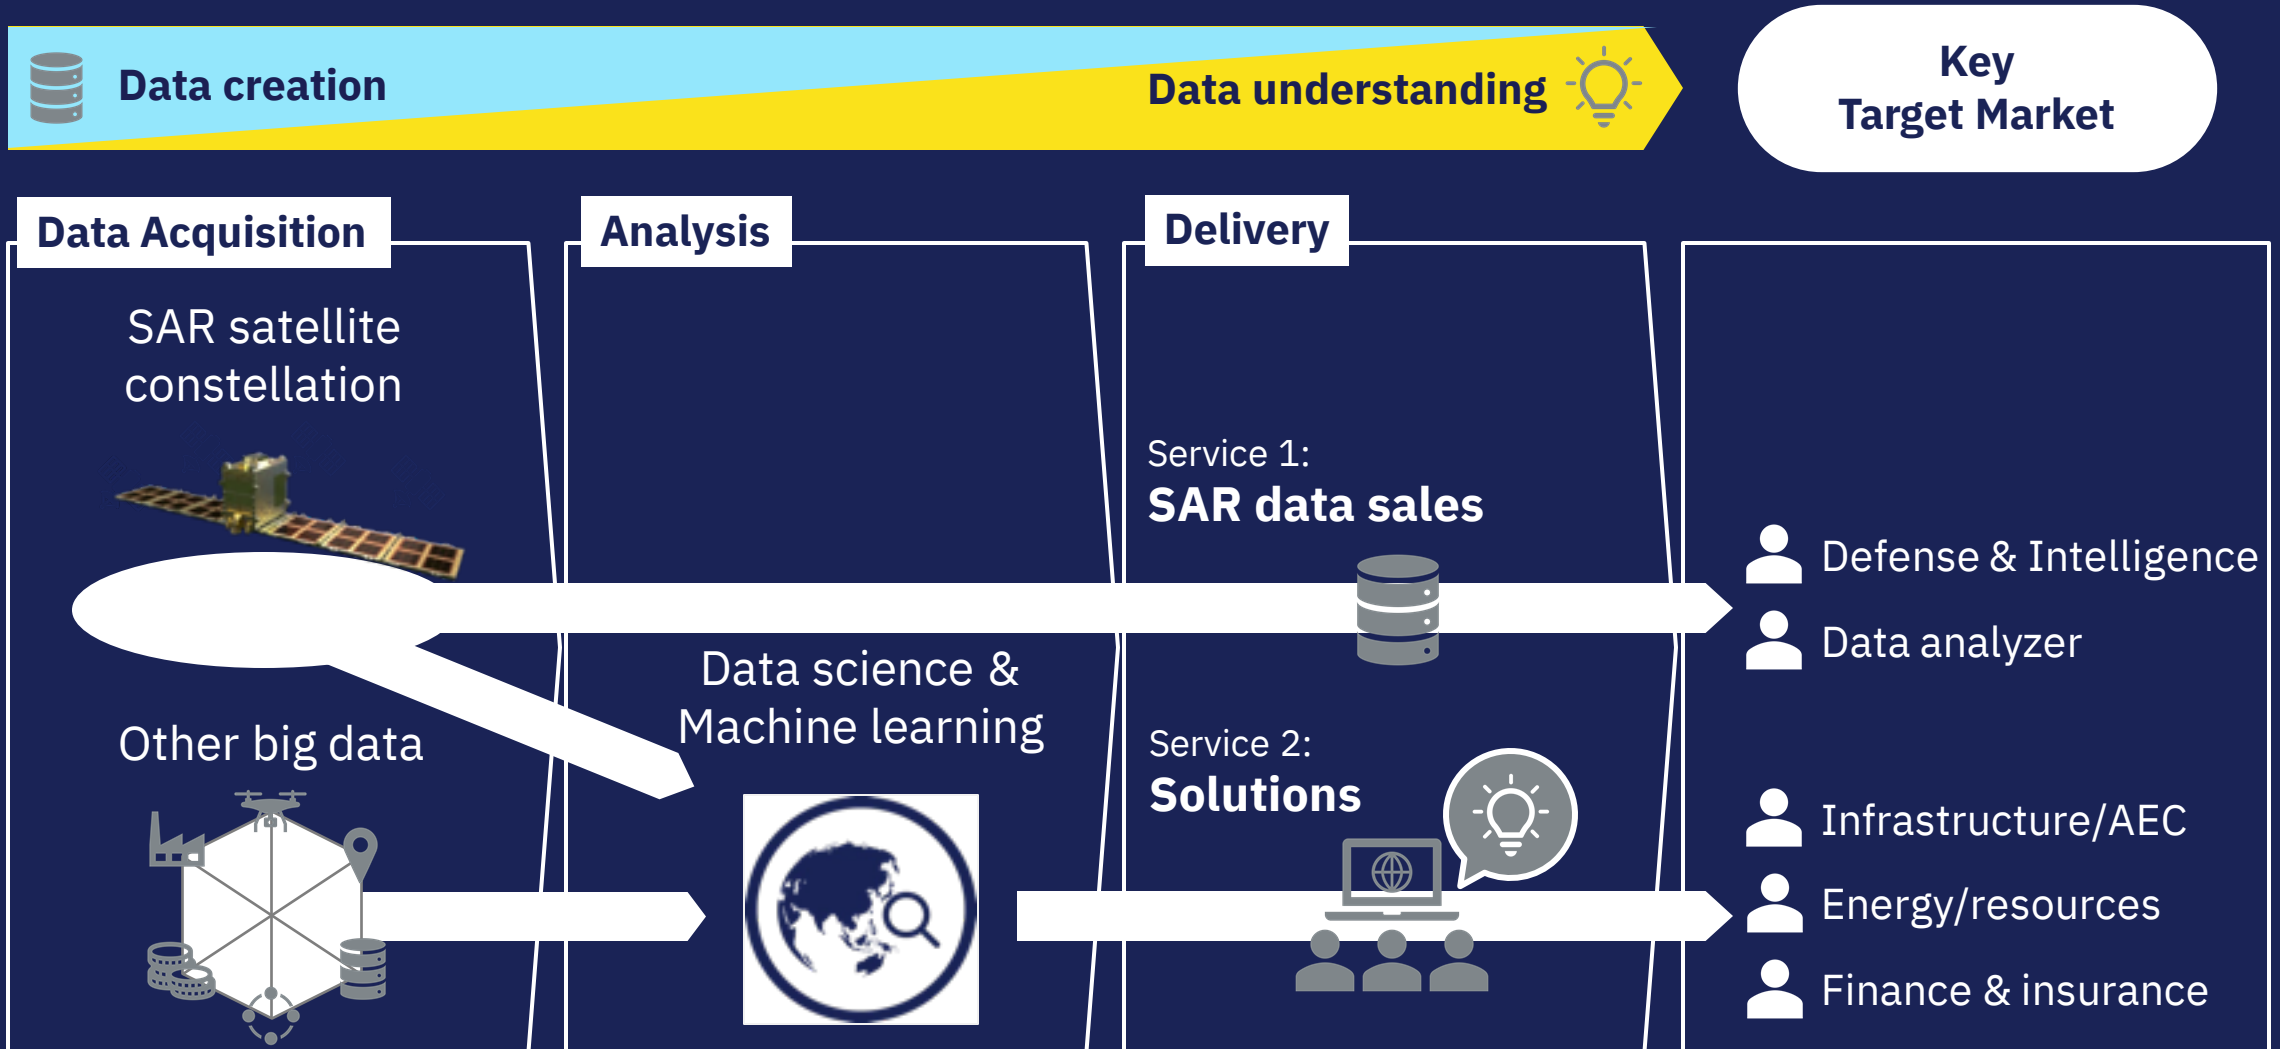 Data creation
Data understanding
Key
Target Market
Data Acquisition
SAR satellite
constellation
Other big data
Analysis
Data science &
Machine learning
Delivery
Service 1:
SAR data sales
Service 2:
Solutions
Defense & Intelligence
Data analyzer
Infrastructure/AEC
Energy/resources
Finance & insurance